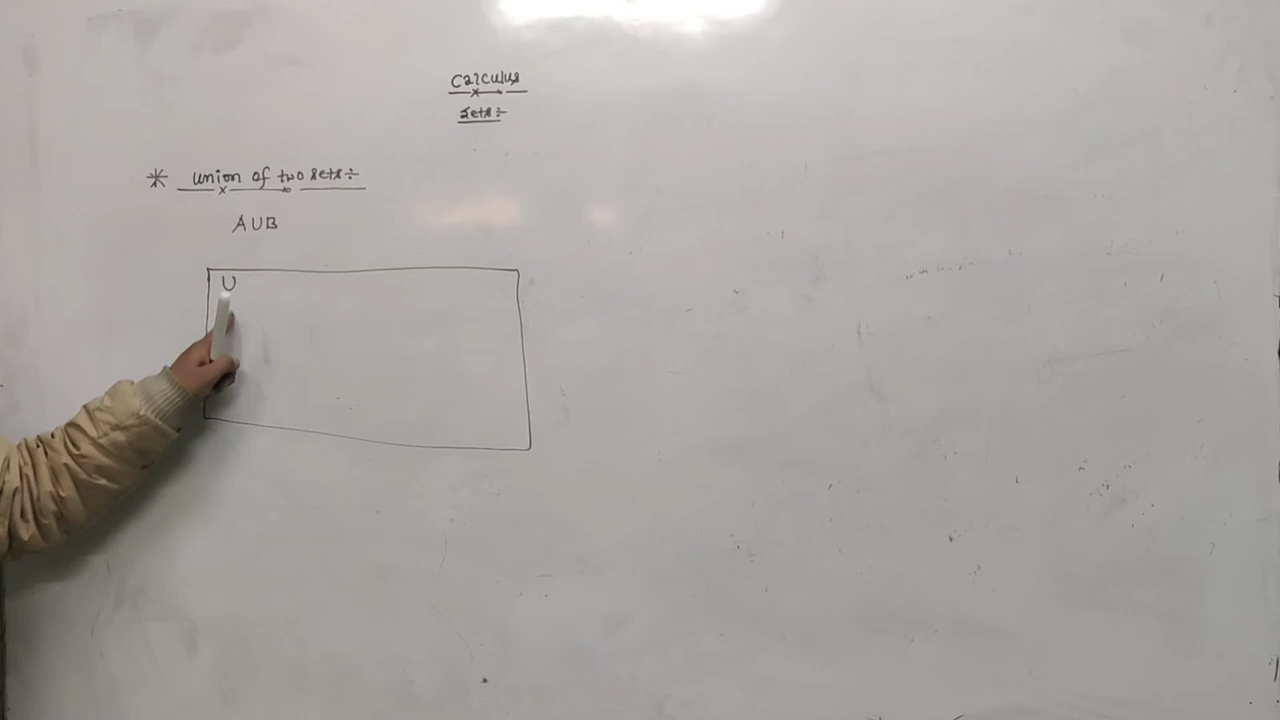 Calculus
Sets ÷
* union of two sets ÷
A U B
U